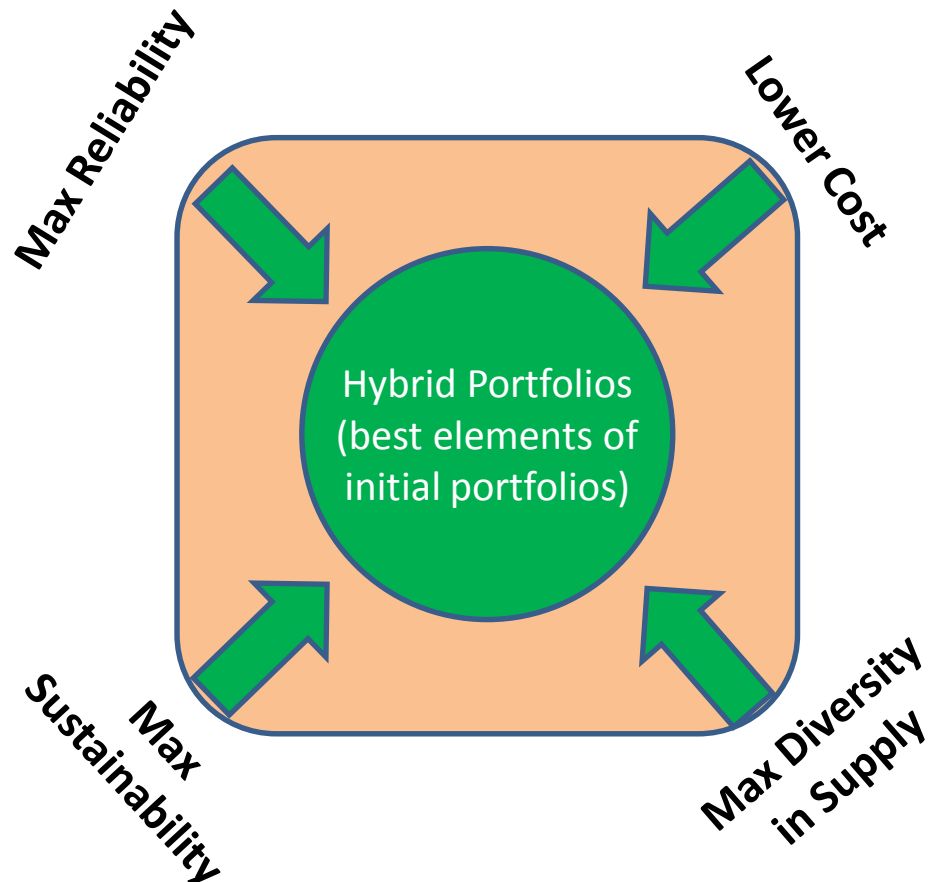 Max Reliability
Lower Cost
Hybrid Portfolios
(best elements of
initial portfolios)
Max
Sustainability
Max Diversity
in Supply